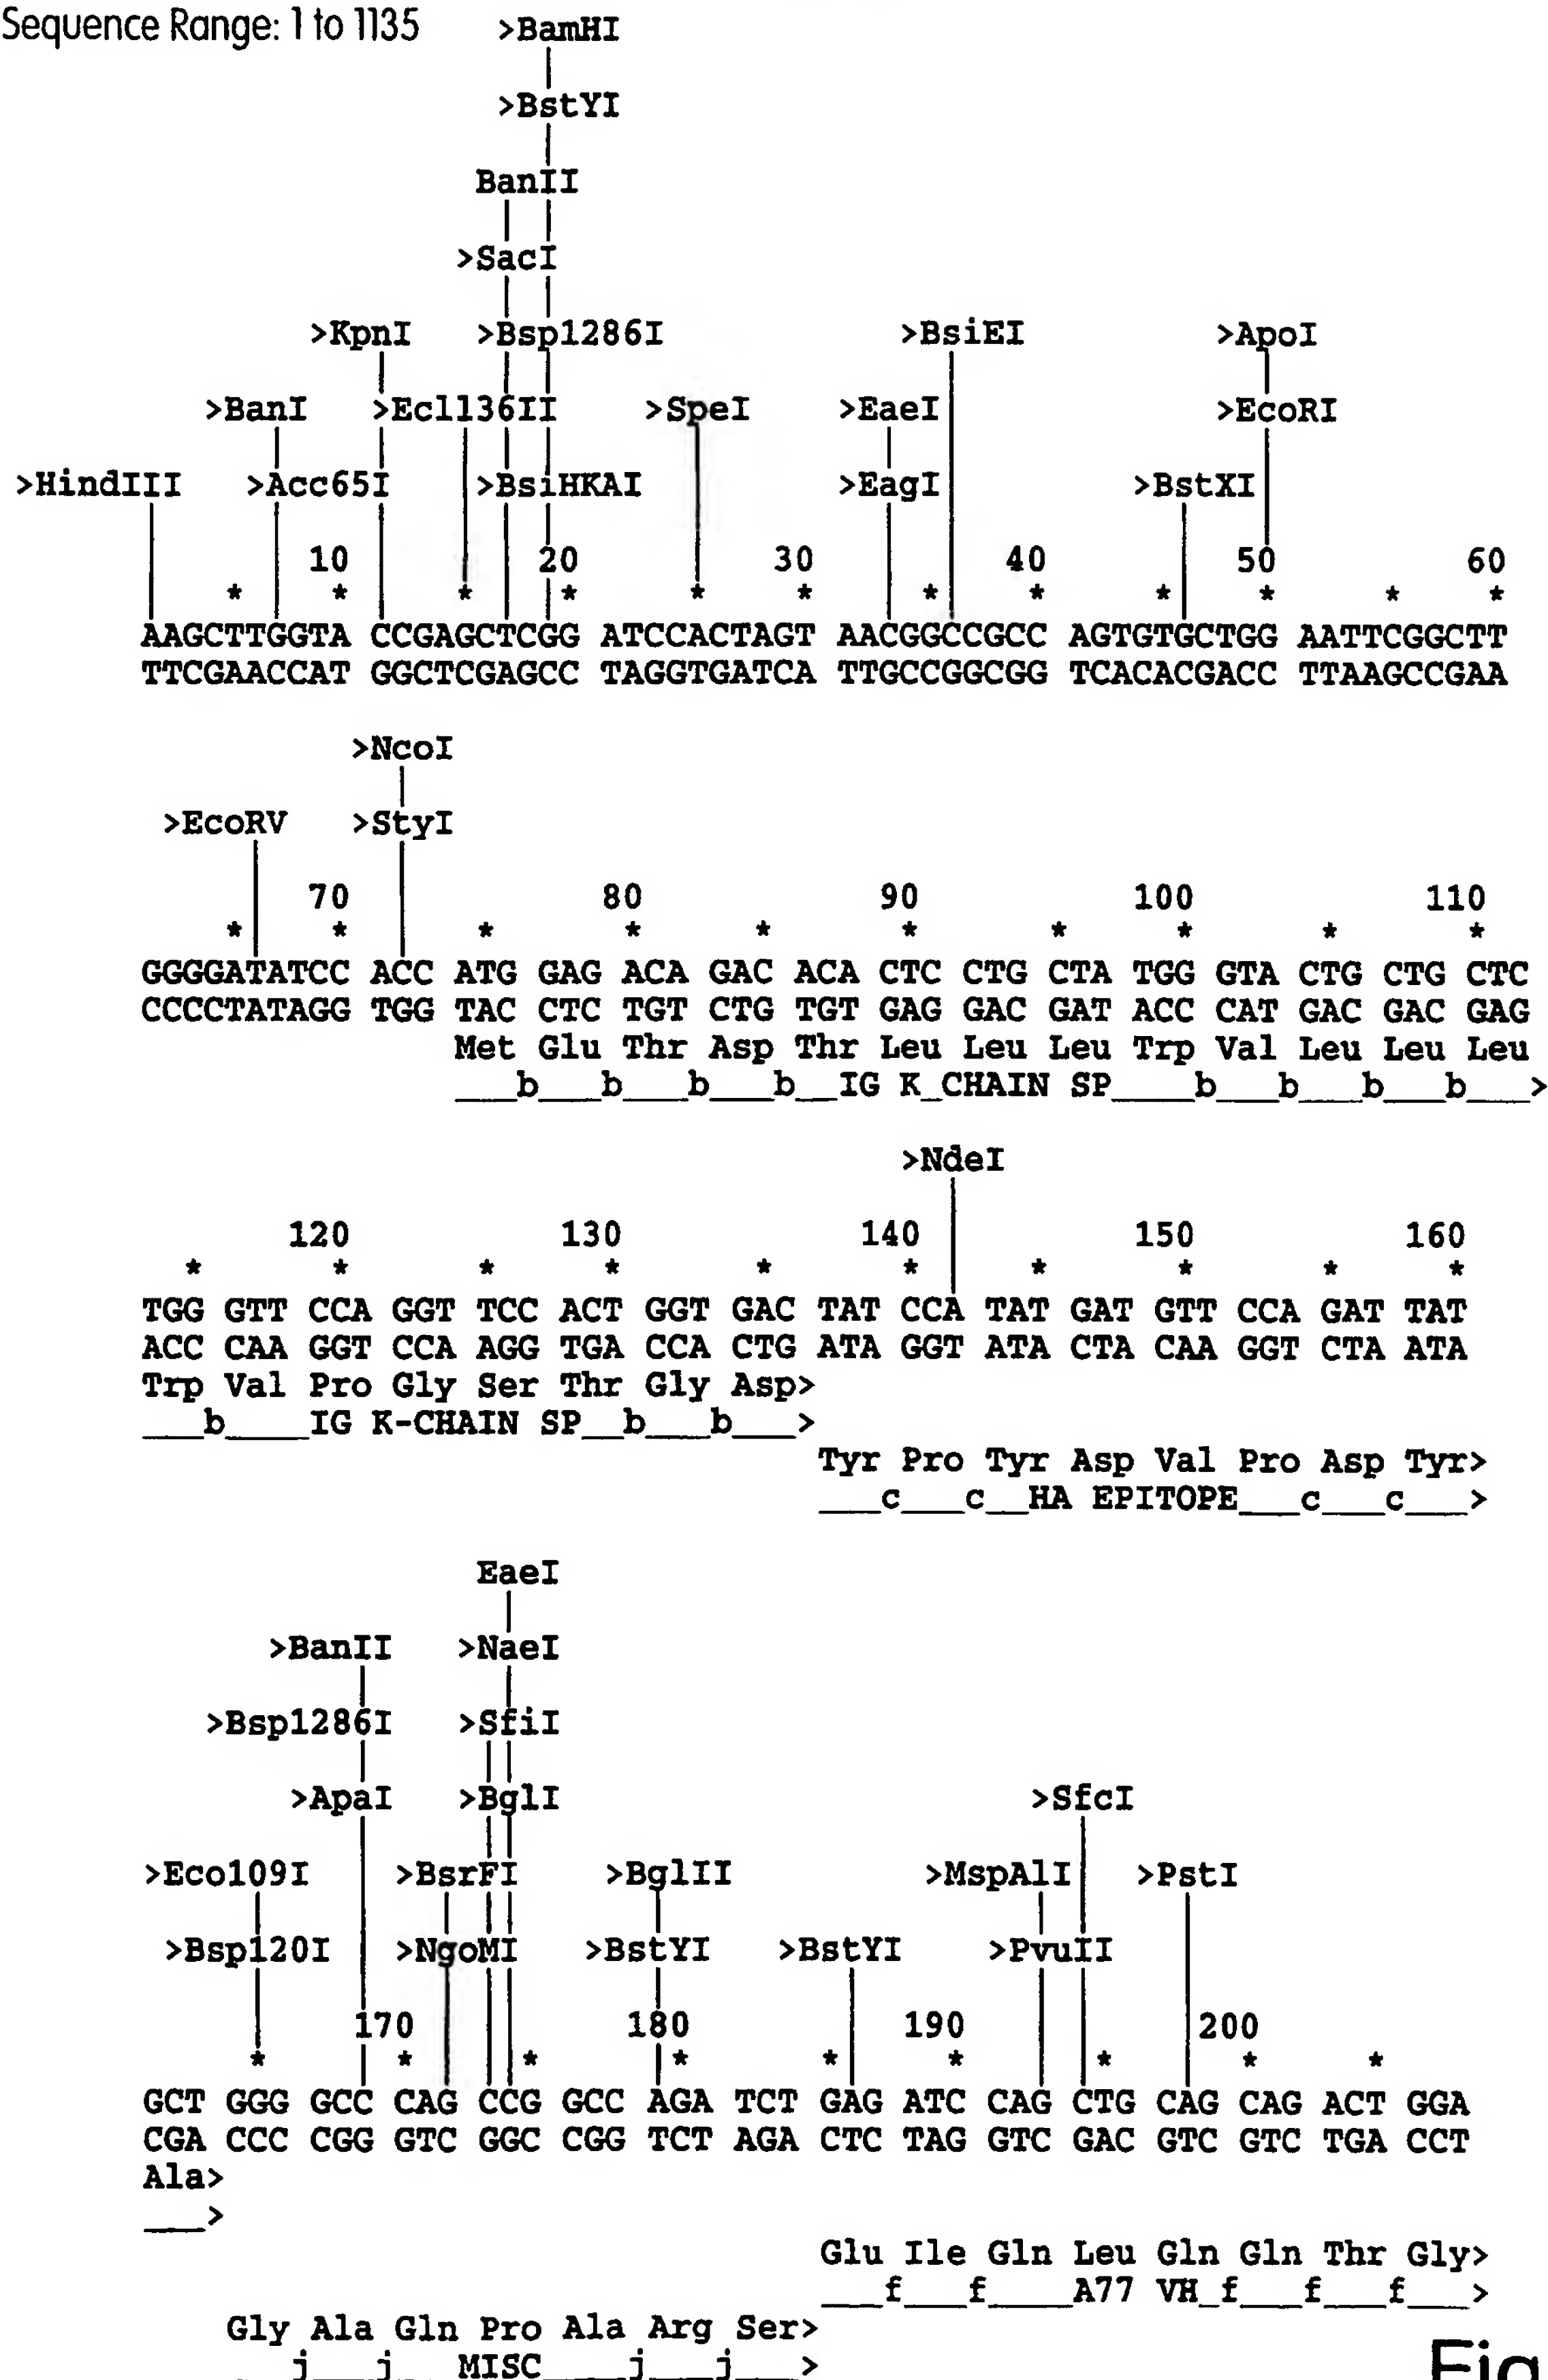 Sequence Range: 1 to 1135 >BamHI
>BstYI
BanII
>SacI
>KpnI >Bsp1286I >BsiEI >ApoI
>BanI >Ecl136II >SpeI >EaeI >EcoRI
>HindIII >Acc65I >BsiHKAI >EagI >BstXI
10 20 30 40 50 60
* * * * * * * * * * * *
AAGCTTGGTA CCGAGCTCGG ATCCACTAGT AACGGCCGCC AGTGTGCTGG AATTCGGCTT
TTCGAACCAT GGCTCGAGCC TAGGTGATCA TTGCCGGCGG TCACACGACC TTAAGCCGAA
>NcoI
>EcoRV >StyI
70 80 90 100 110
* * * * * * * * * *
GGGGATATCC ACC ATG GAG ACA GAC ACA CTC CTG CTA TGG GTA CTG CTG CTC
CCCCTATAGG TGG TAC CTC TGT CTG TGT GAG GAC GAT ACC CAT GAC GAC GAG
Met Glu Thr Asp Thr Leu Leu Leu Trp Val Leu Leu Leu
___b___b___b___b__IG K_CHAIN SP____b___b___b___b___>
>NdeI
120 130 140 150 160
* * * * * * * * * *
TGG GTT CCA GGT TCC ACT GGT GAC TAT CCA TAT GAT GTT CCA GAT TAT
ACC CAA GGT CCA AGG TGA CCA CTG ATA GGT ATA CTA CAA GGT CTA ATA
Trp Val Pro Gly Ser Thr Gly Asp>
___b____IG K-CHAIN SP__b___b___>
Tyr Pro Tyr Asp Val Pro Asp Tyr>
___c___c__HA EPITOPE___c___c___>
EaeI
>BanII >NaeI
>Bsp1286I >SfiI
>ApaI >BglI >SfcI
>Eco109I >BsrFI >BglII >MspAlI >PstI
>Bsp120I >NgoMI >BstYI >BstYI >PvuII
170 180 190 200
* * * * * * * * *
GCT GGG GCC CAG CCG GCC AGA TCT GAG ATC CAG CTG CAG CAG ACT GGA
CGA CCC CGG GTC GGC CGG TCT AGA CTC TAG GTC GAC GTC GTC TGA CCT
Ala>
___>
Glu Ile Gln Leu Gln Gln Thr Gly>
___f___f____A77 VH_f___f___f___>
Gly Ala Gln Pro Ala Arg Ser>
___j___j___MISC____j___j___>